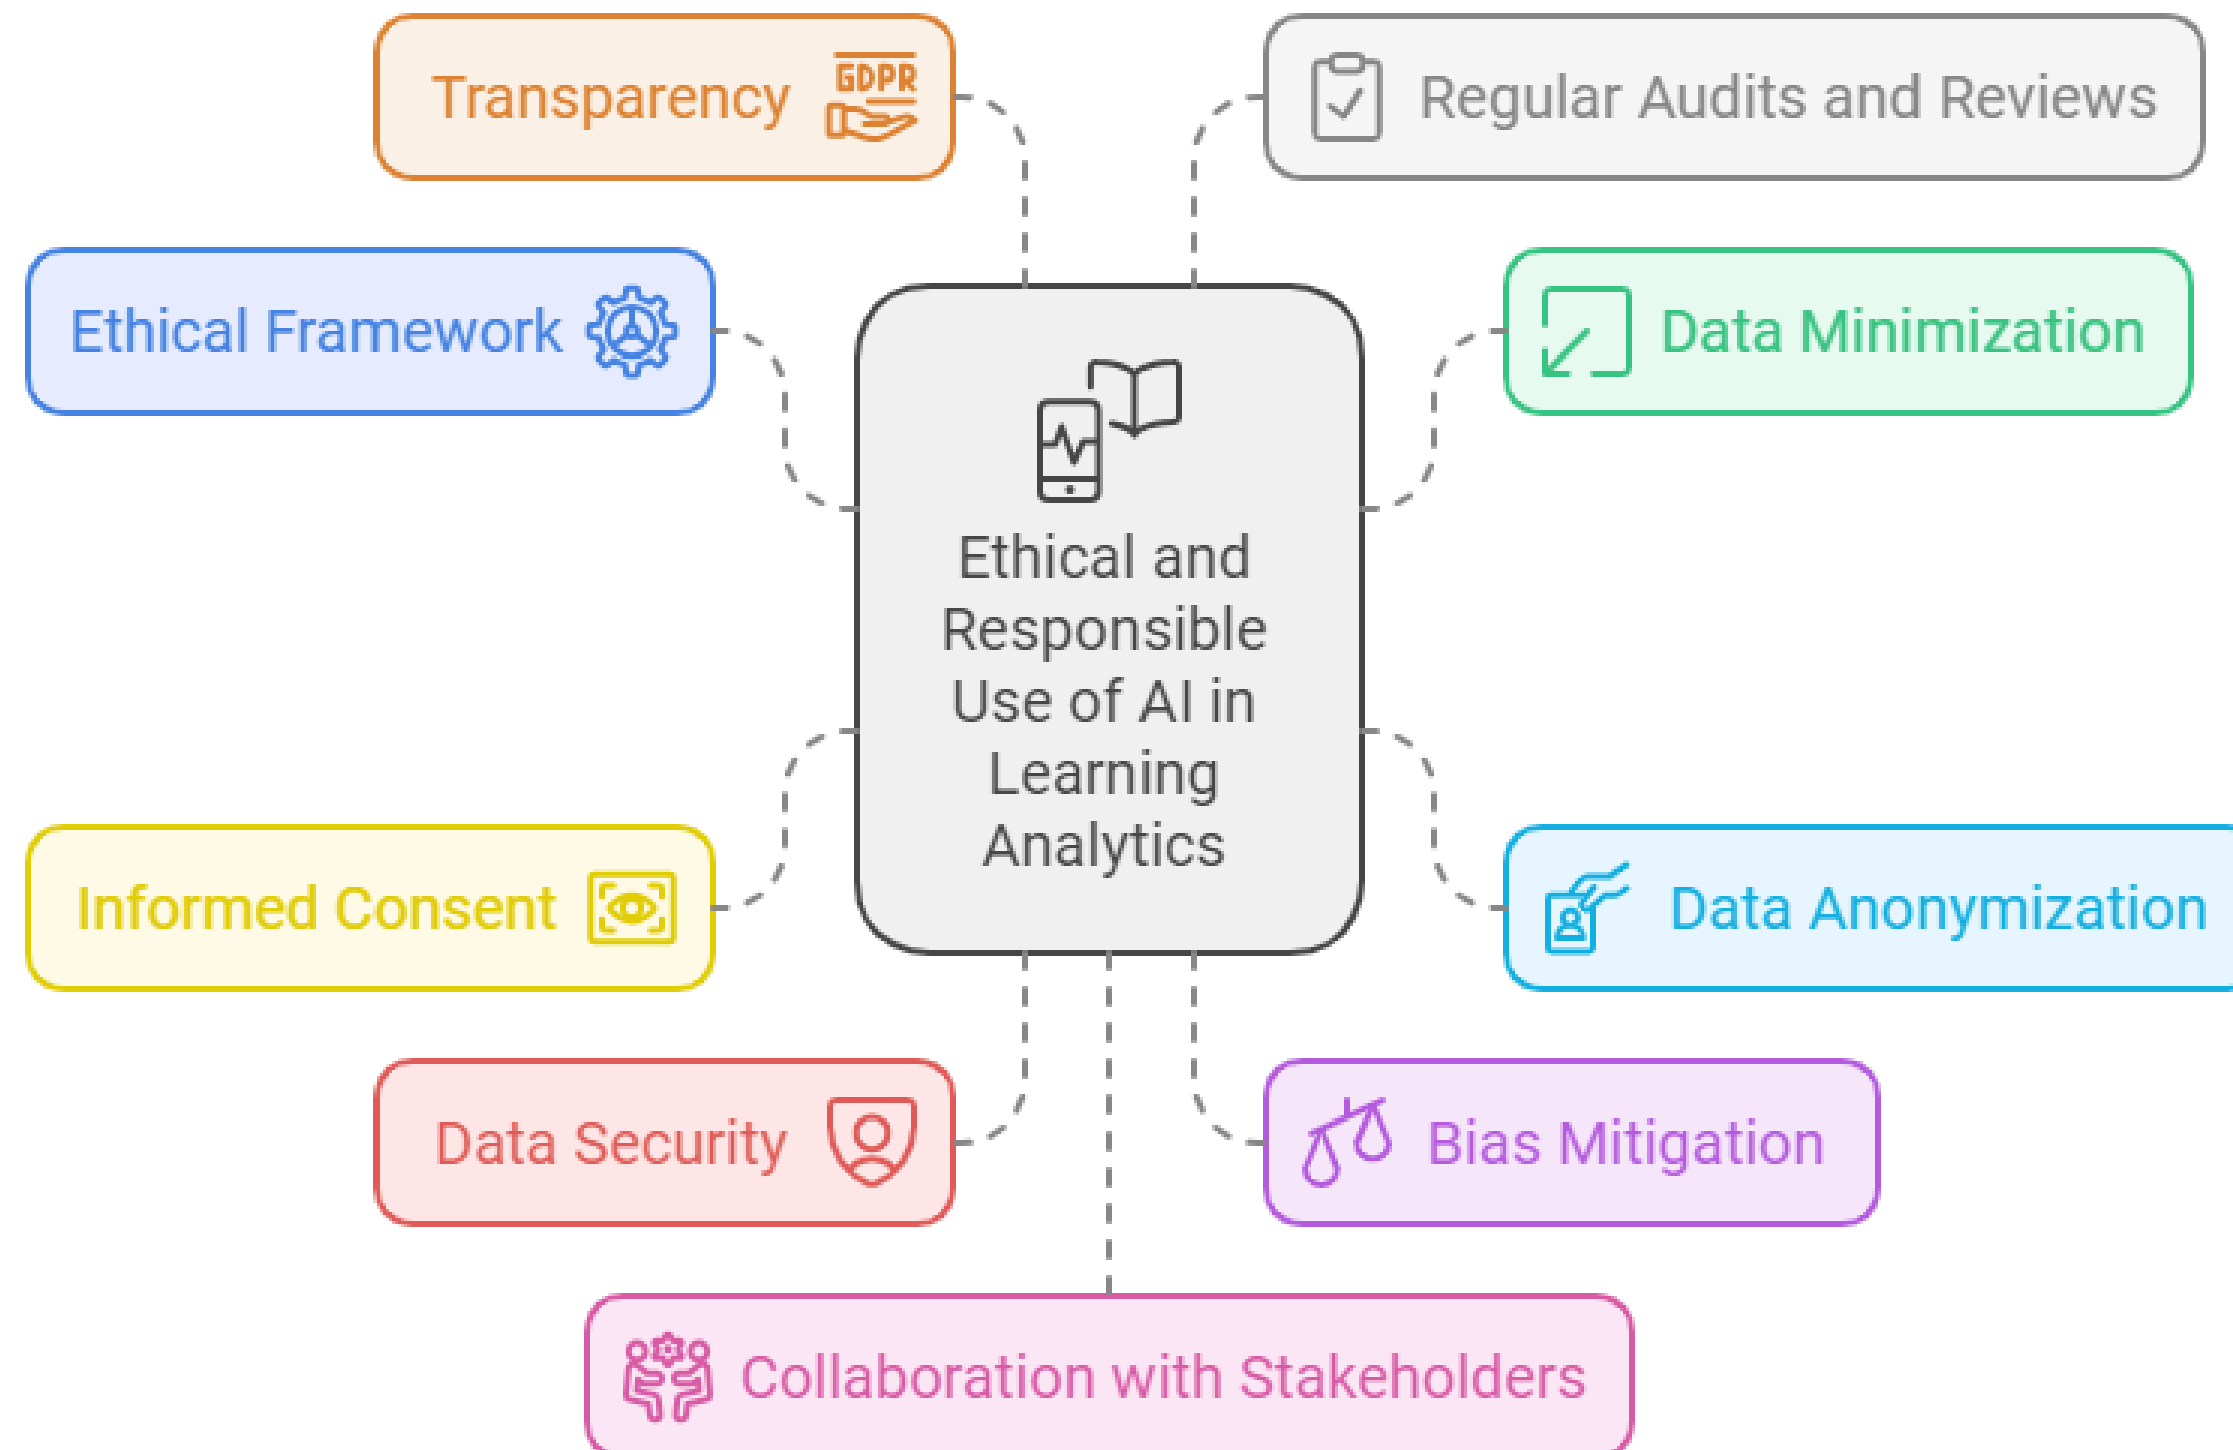 Transparency
GDPR
Regular Audits and Reviews
Ethical Framework
Data Minimization
Ethical and
Responsible
Use of AI in
Learning
Analytics
Informed Consent
Data Anonymization
Data Security
Bias Mitigation
Collaboration with Stakeholders